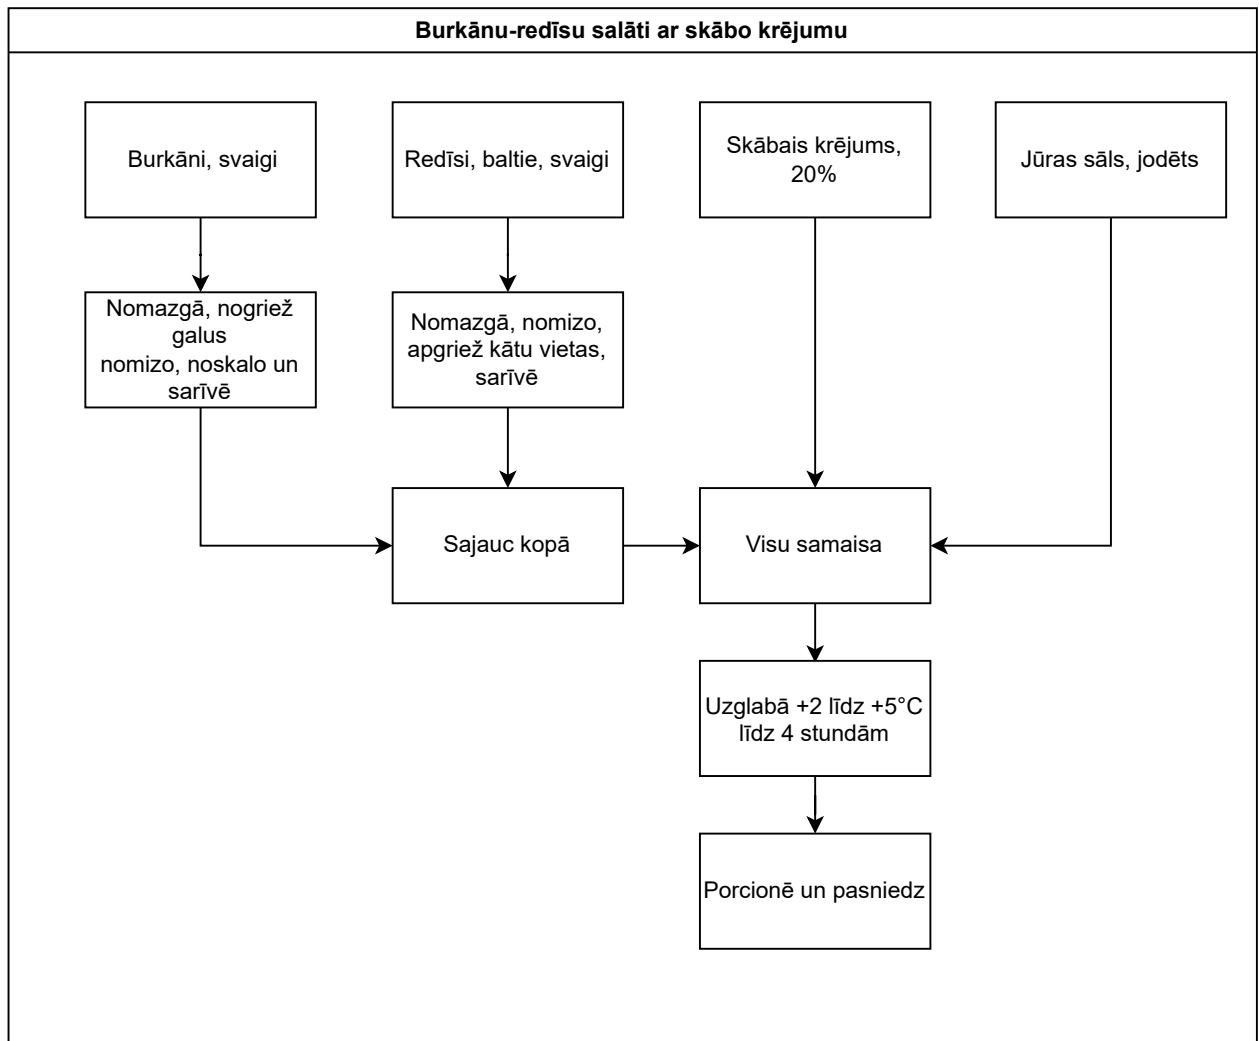 Burkānu-redīsu salāti ar skābo krējumu
Burkāni, svaigi
Redīsi, baltie, svaigi
Skābais krējums,
20%
Jūras sāls, jodēts
Nomazgā, nogriež
galus
nomizo, noskalo un
sarīvē
Nomazgā, nomizo,
apgriež kātu vietas,
sarīvē
Sajauc kopā
Visu samaisa
Uzglabā +2 līdz +5°C
līdz 4 stundām
Porcionē un pasniedz